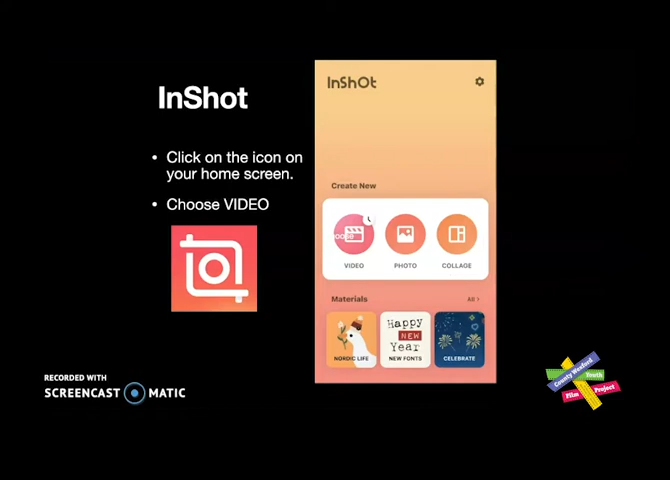 InShot
• Click on the icon on
your home screen.
• Choose VIDEO
InShOt
Create New
VIDEO
PHOTO
COLLAGE
Materials
All >
NORDIC LIFE
Happy
NEW
Year
NEW FONTS
CELEBRATE
RECORDED WITH
SCREENCAST MATIC
County Wexford
Youth
Film
Project